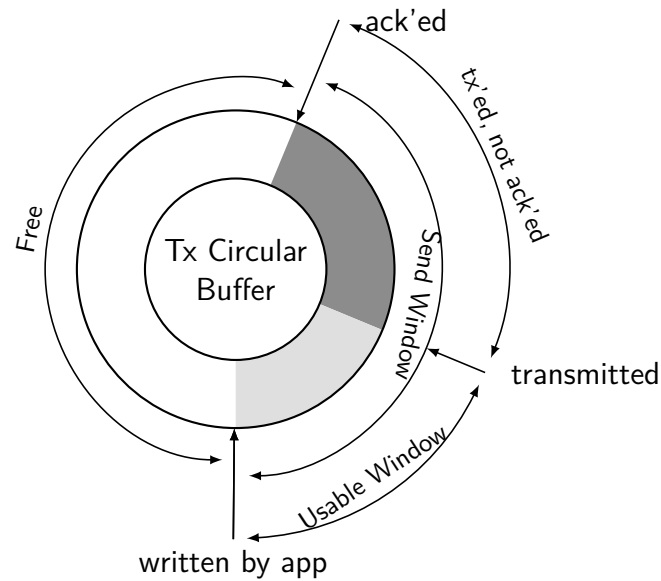 ack'ed
tx'ed, not ack'ed
Free
Send Window
Tx Circular
Buffer
transmitted
Usable Window
written by app